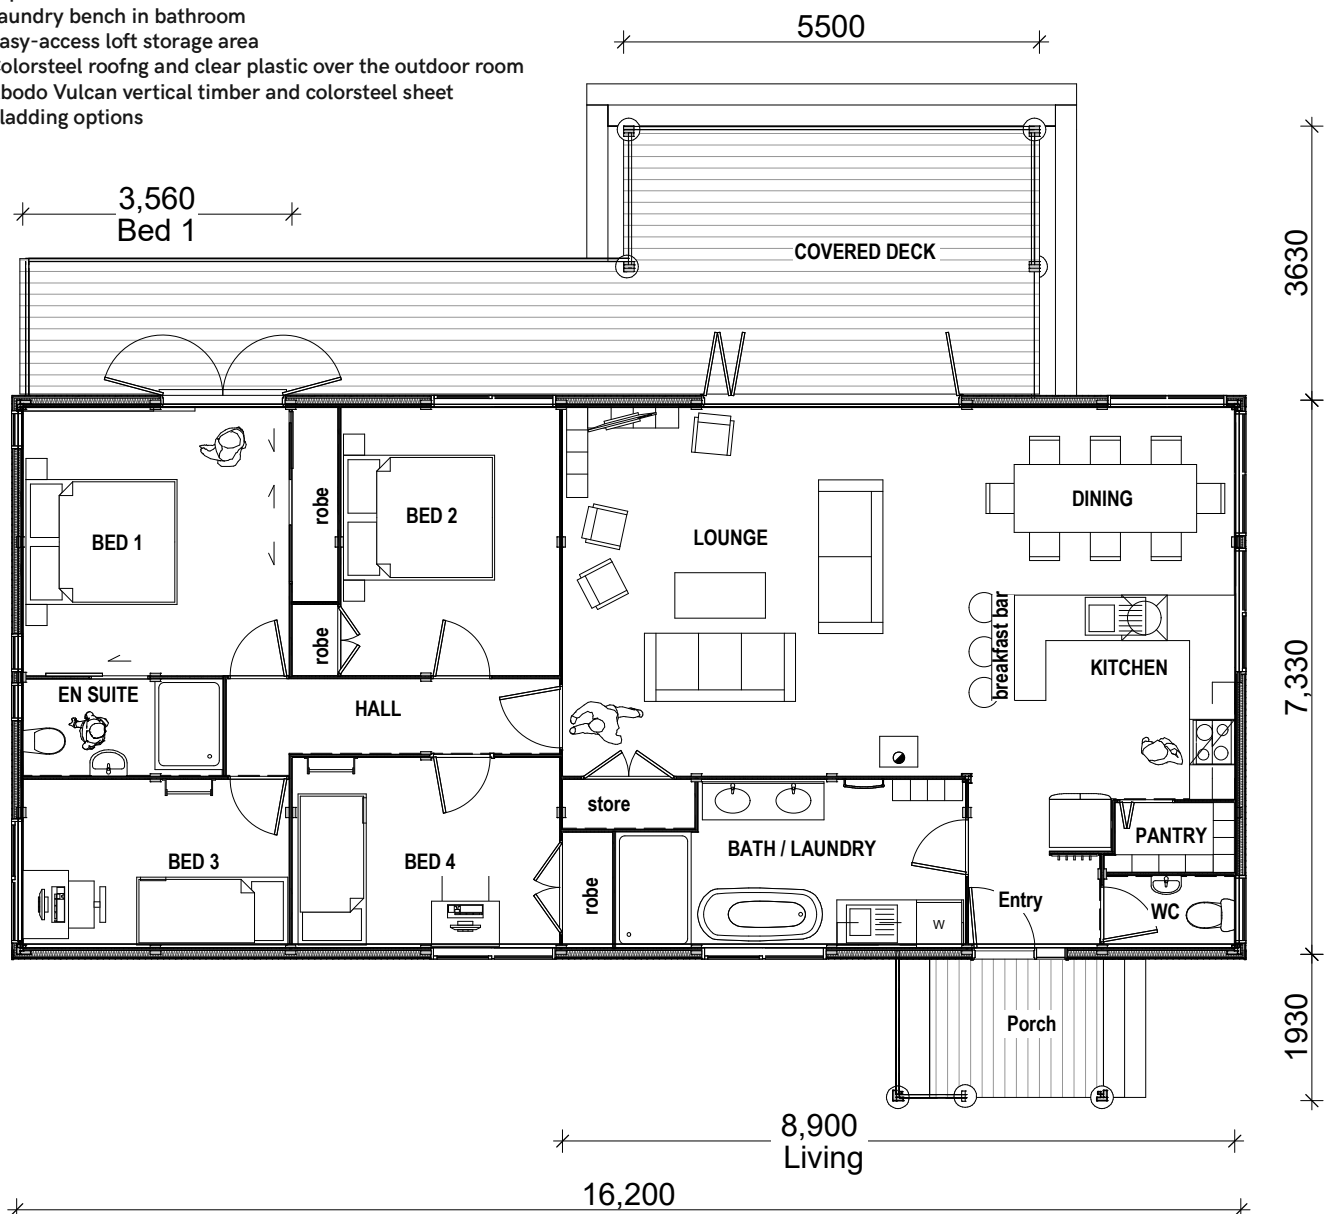 aundry bench in bathroom
asy-access loft storage area
olorsteel roofng and clear plastic over the outdoor room
bodo Vulcan vertical timber and colorsteel sheet
ladding options
5500
3,560
Bed 1
COVERED DECK
3630
robe
BED 2
BED 1
LOUNGE
DINING
robe
breakfast bar
KITCHEN
EN SUITE
HALL
7,330
store
BATH / LAUNDRY
PANTRY
BED 3
BED 4
robe
Entry
WC
W
Porch
1930
8,900
Living
16,200